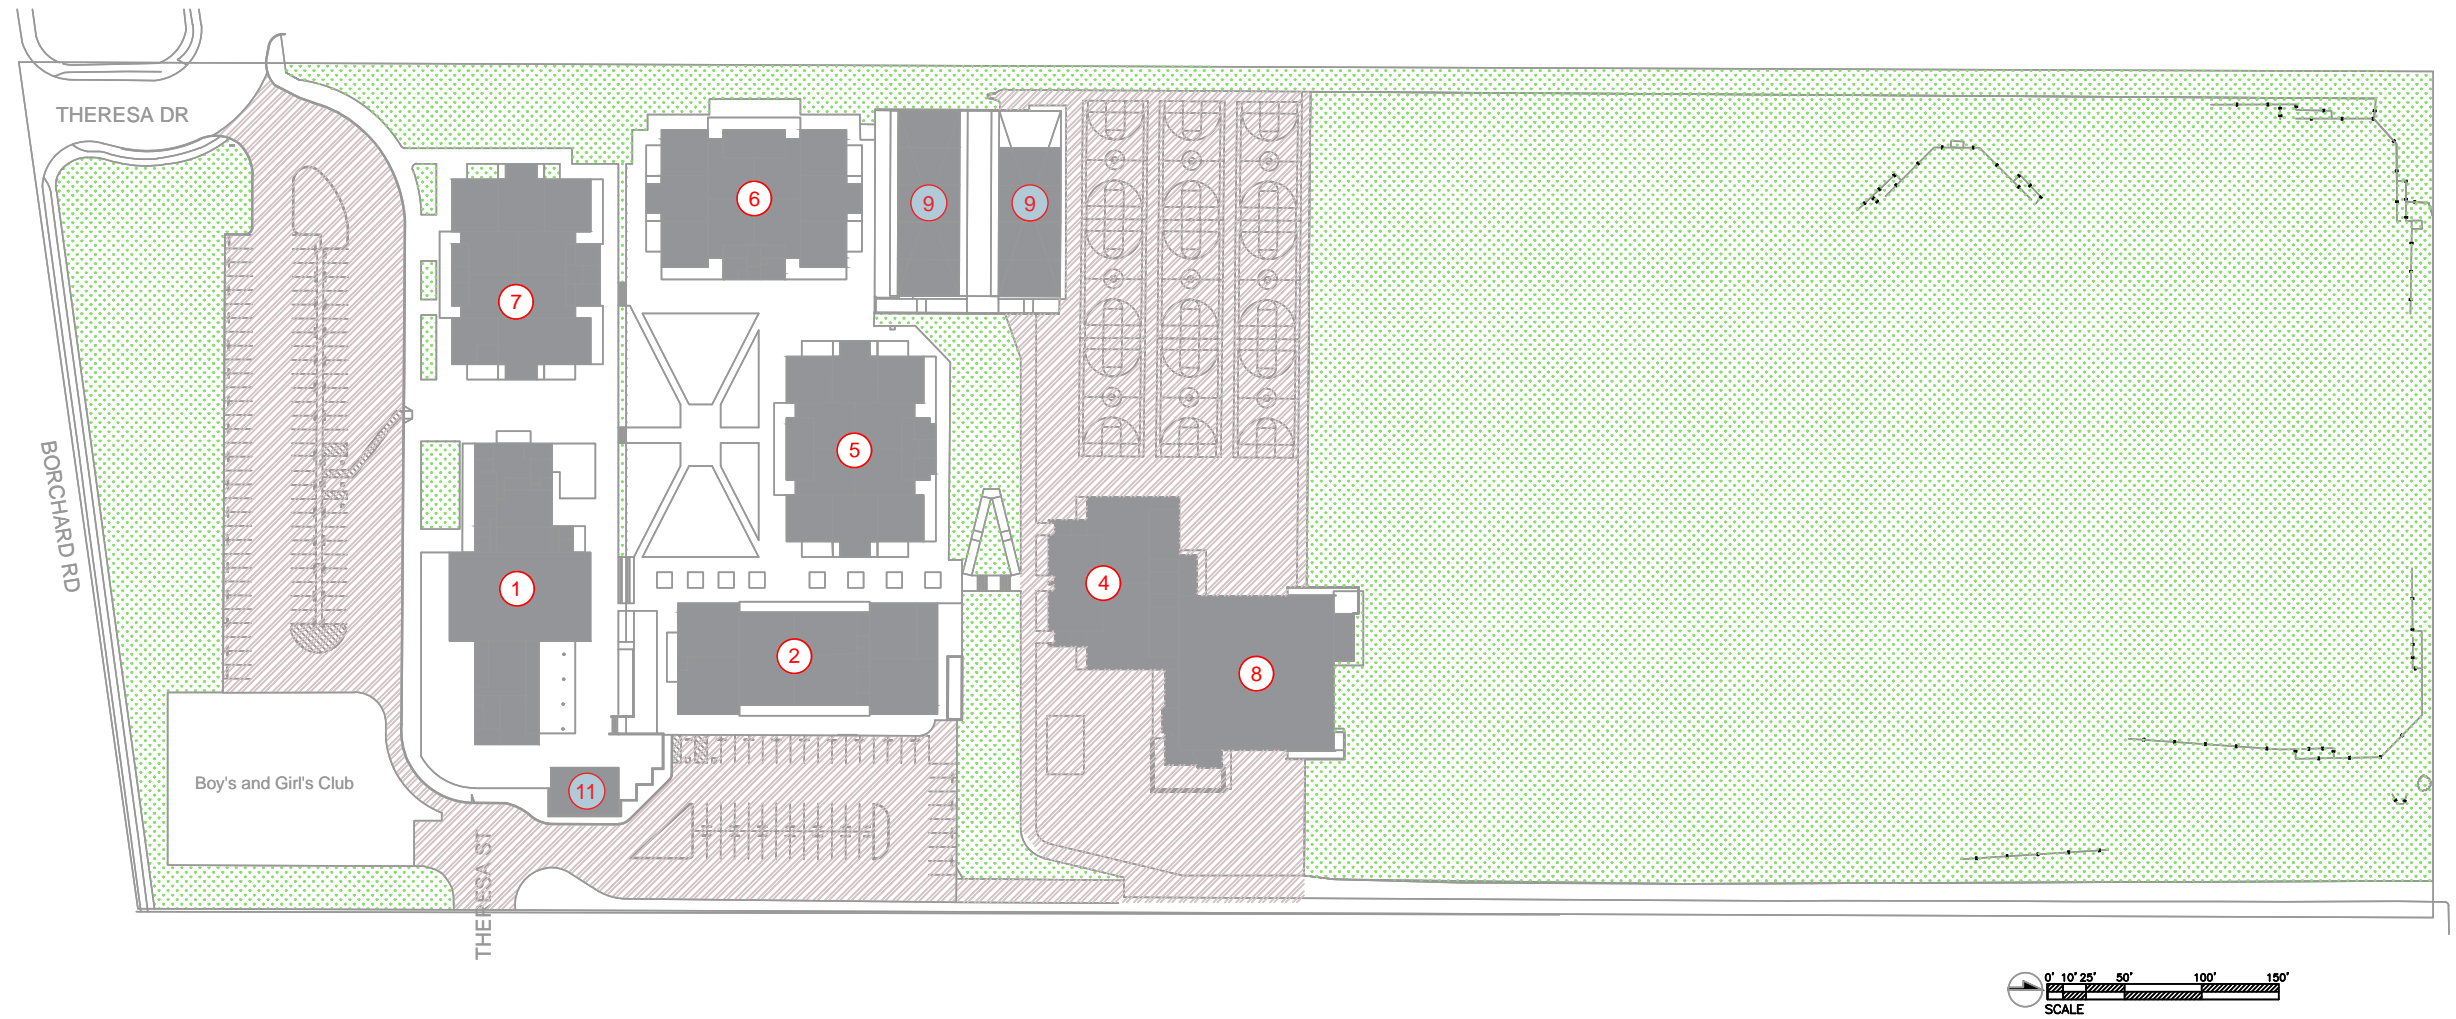 THERESA DR
6
9
9
7
BORCHARD RD
5
4
1
2
8
Boy's and Girl's Club
11
THERESA ST
0' 10' 25' 50' 100' 150'
SCALE